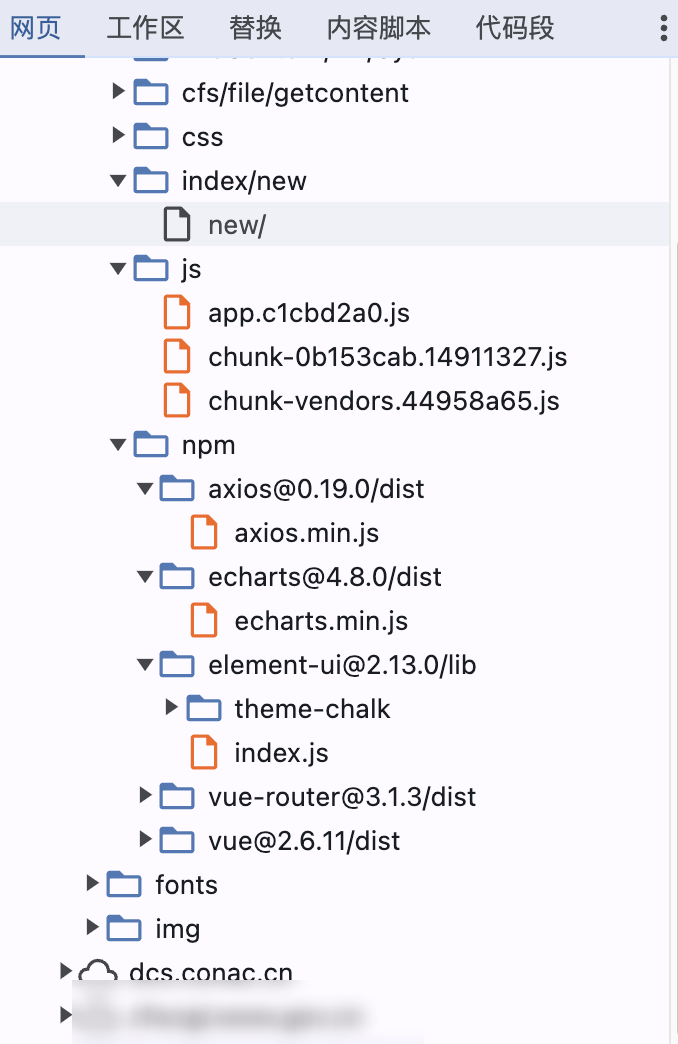 网页 工作区 替换 内容脚本 代码段
cfs/file/getcontent
css
index/new
new/
js
app.c1cbd2a0.js
chunk-0b153cab.14911327.js
chunk-vendors.44958a65.js
npm
axios@0.19.0/dist
axios.min.js
echarts@4.8.0/dist
echarts.min.js
element-ui@2.13.0/lib
theme-chalk
index.js
vue-router@3.1.3/dist
vue@2.6.11/dist
fonts
img
dcs.conac.cn